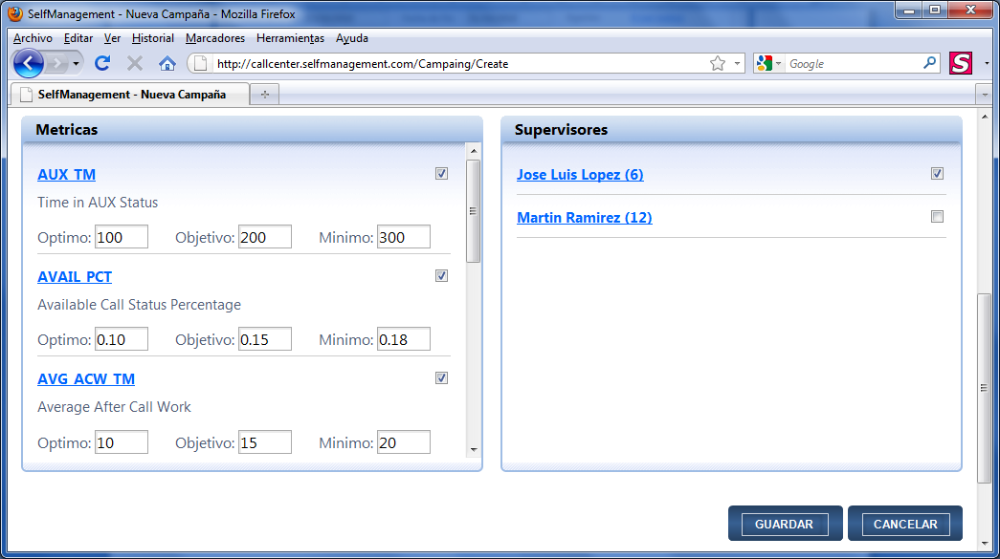 SelfManagement - Nueva Campaña - Mozilla Firefox
Archivo Editar Ver Historial Marcadores Herramientas Ayuda
http://callcenter.selfmanagement.com/Campaing/Create
Google
S
SelfManagement - Nueva Campaña
Metricas
AUX_TM
Time in AUX Status
Optimo: 100 Objetivo: 200 Minimo: 300
AVAIL_PCT
Available Call Status Percentage
Optimo: 0.10 Objetivo: 0.15 Minimo: 0.18
AVG_ACW_TM
Average After Call Work
Optimo: 10 Objetivo: 15 Minimo: 20
Supervisores
Jose Luis Lopez (6)
Martin Ramirez (12)
GUARDAR CANCELAR